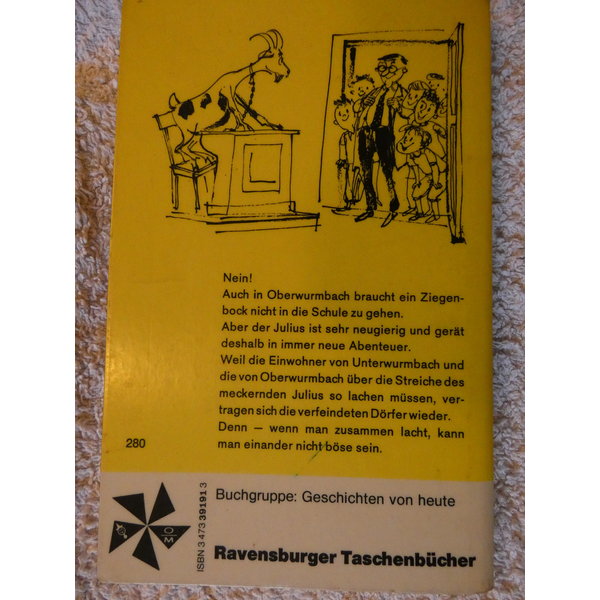 Nein!
Auch in Oberwurmbach braucht ein Ziegen-
bock nicht in die Schule zu gehen.
Aber der Julius ist sehr neugierig und gerät
deshalb in immer neue Abenteuer.
Weil die Einwohner von Unterwurmbach und
die von Oberwurmbach über die Streiche des
meckernden Julius so lachen müssen, ver-
tragen sich die verfeindeten Dörfer wieder.
Denn — wenn man zusammen lacht, kann
man einander nicht böse sein.
280
Buchgruppe: Geschichten von heute
Ravensburger Taschenbücher
ISBN 3 473 39191 3
O
M